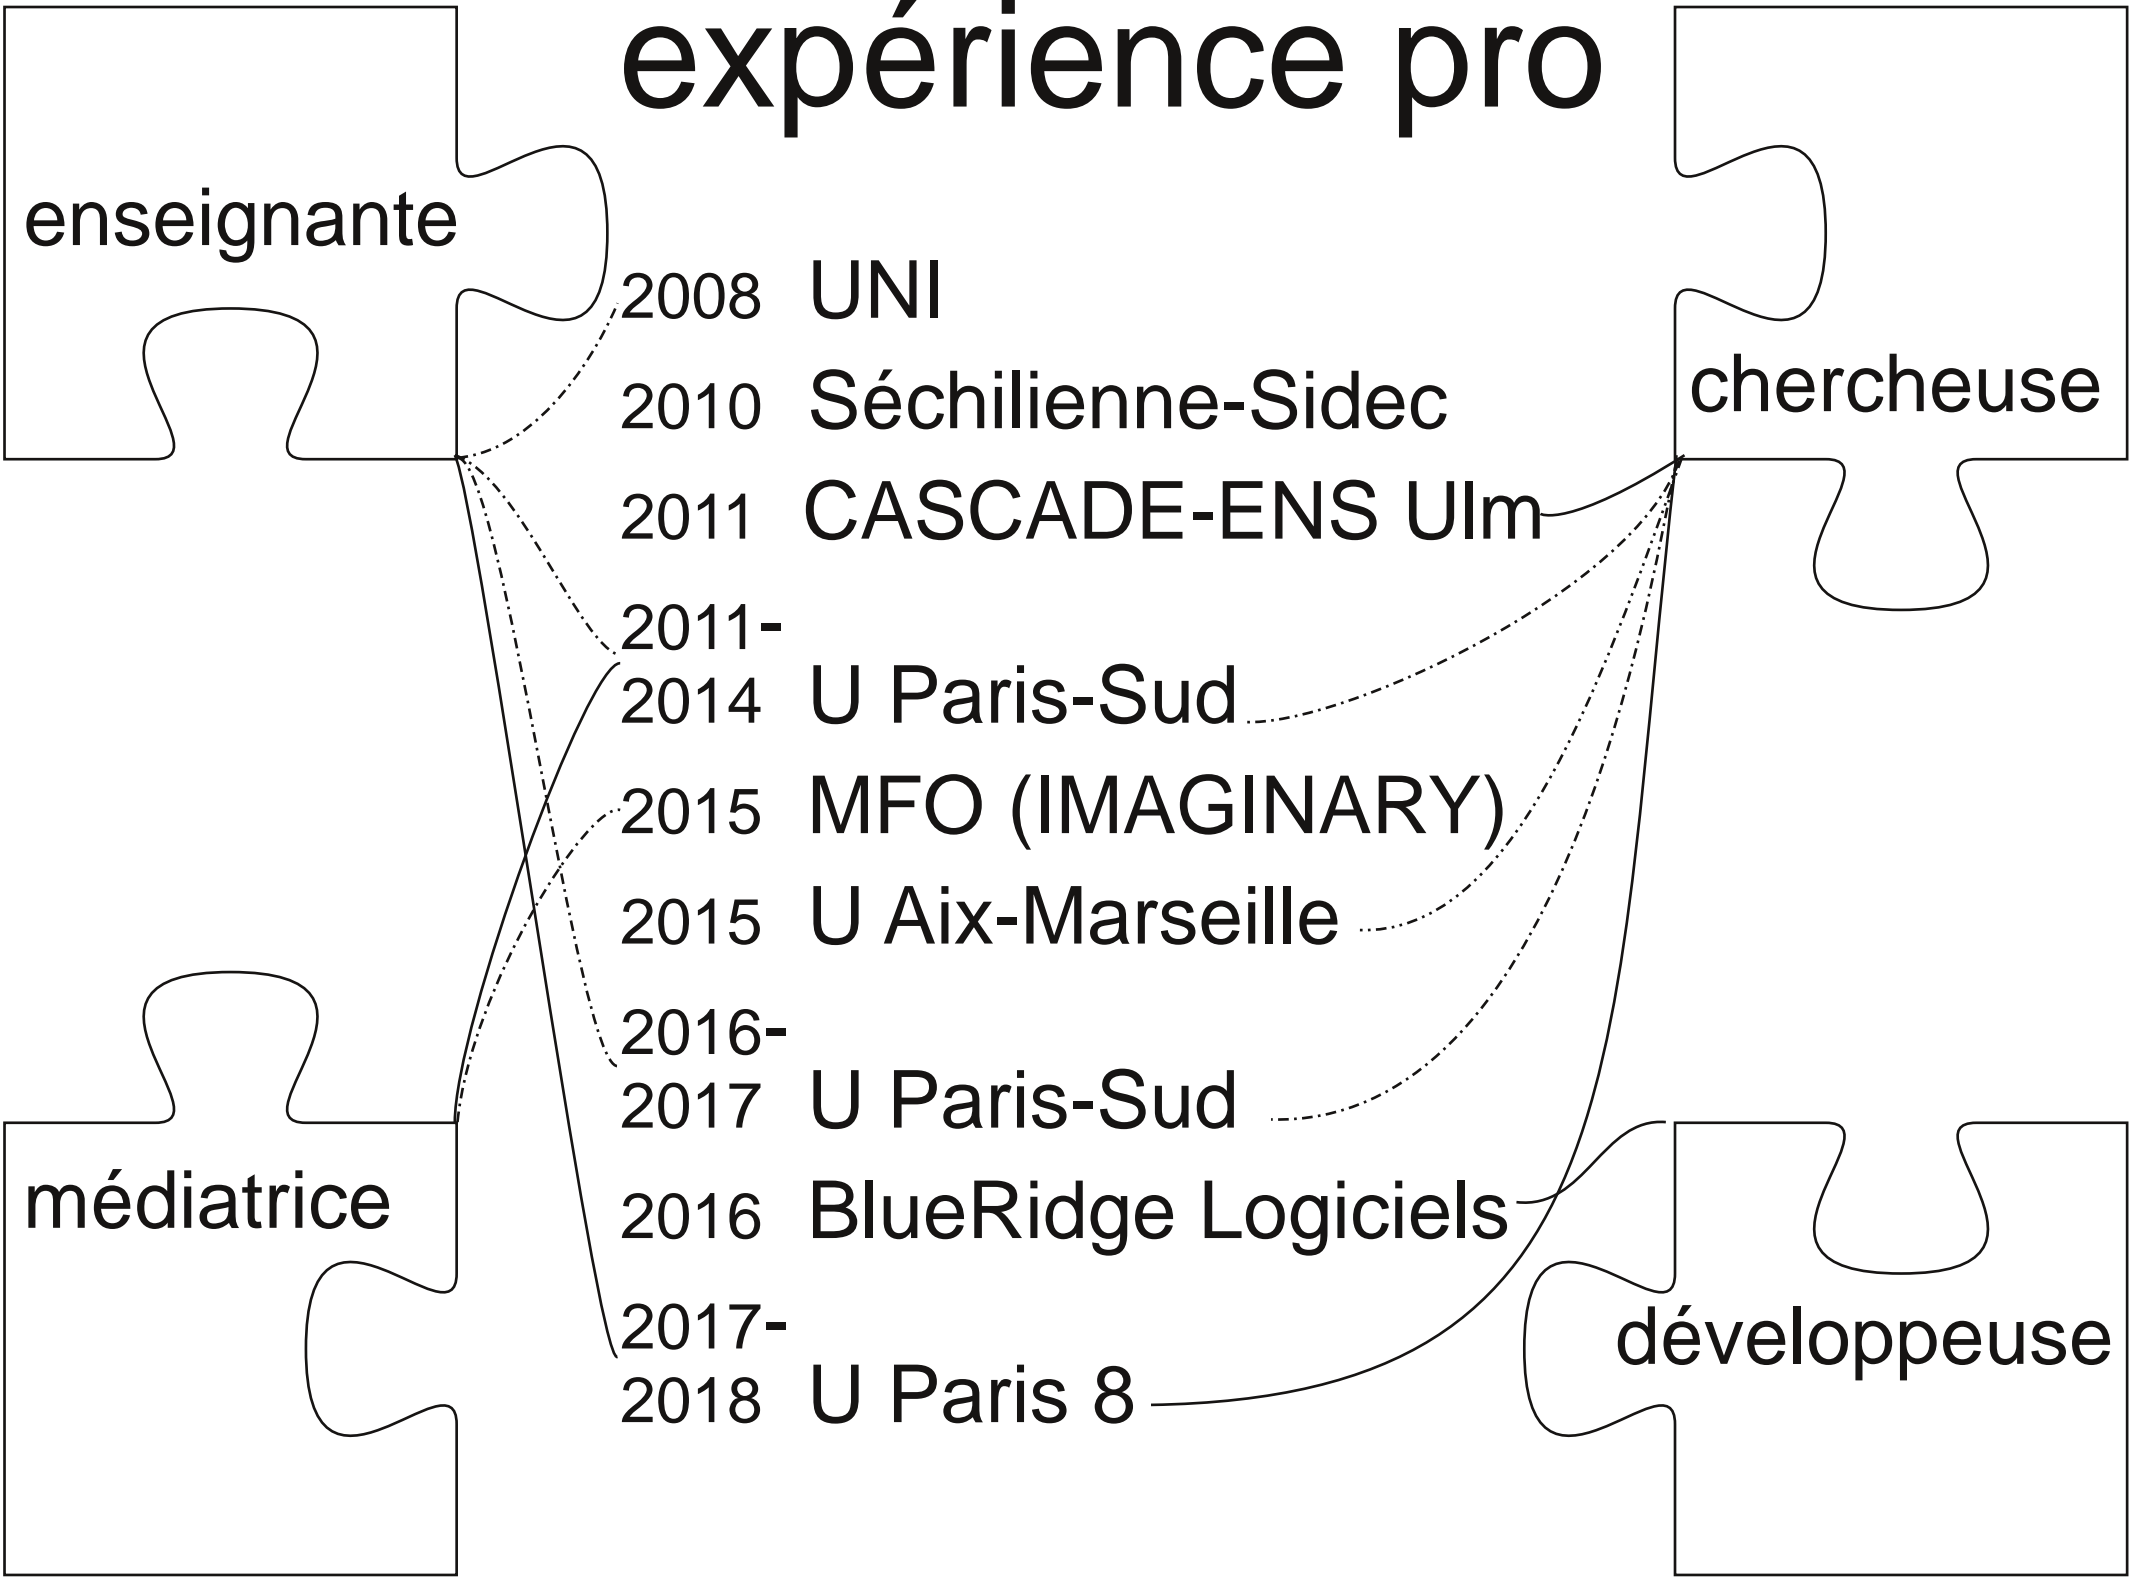 expérience pro
enseignante
chercheuse
2008 UNI
2010 Séchilienne-Sidec
2011 CASCADE-ENS Ulm
2011-
2014 U Paris-Sud
2015 MFO (IMAGINARY)
2015 U Aix-Marseille
2016-
2017 U Paris-Sud
2016 BlueRidge Logiciels
2017-
2018 U Paris 8
médiatrice
développeuse